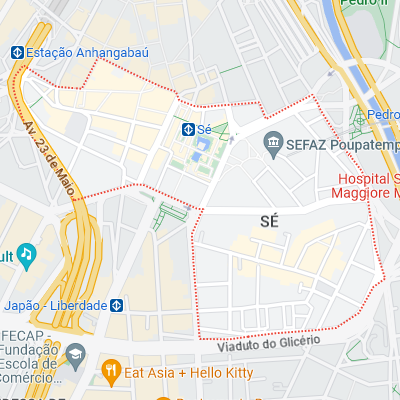 Pedro II
Estação Anhangabaú
Av. 23 de Maio
Sé
Pedro
SEFAZ Poupatemp
Hospital S
Maggiore M
SÉ
ult
Japão - Liberdade
FECAP -
Fundação
Escola de
Comércio...
Viaduto do Glicério
Eat Asia + Hello Kitty